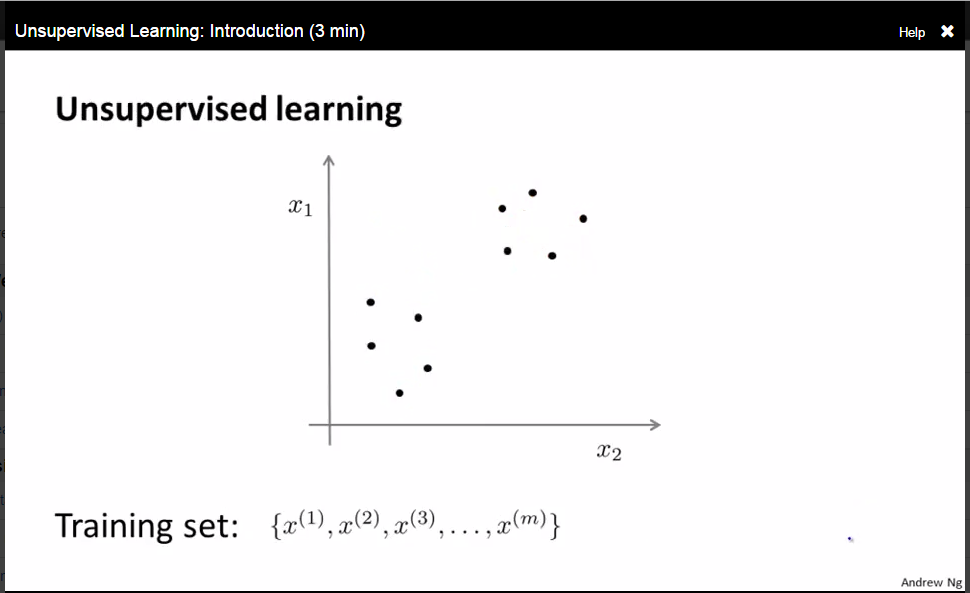 Unsupervised Learning: Introduction (3 min)
Help ✖
Unsupervised learning
x₁
x₂
Training set: {x⁽¹⁾, x⁽²⁾, x⁽³⁾, . . . , x⁽ᵐ⁾}
Andrew Ng